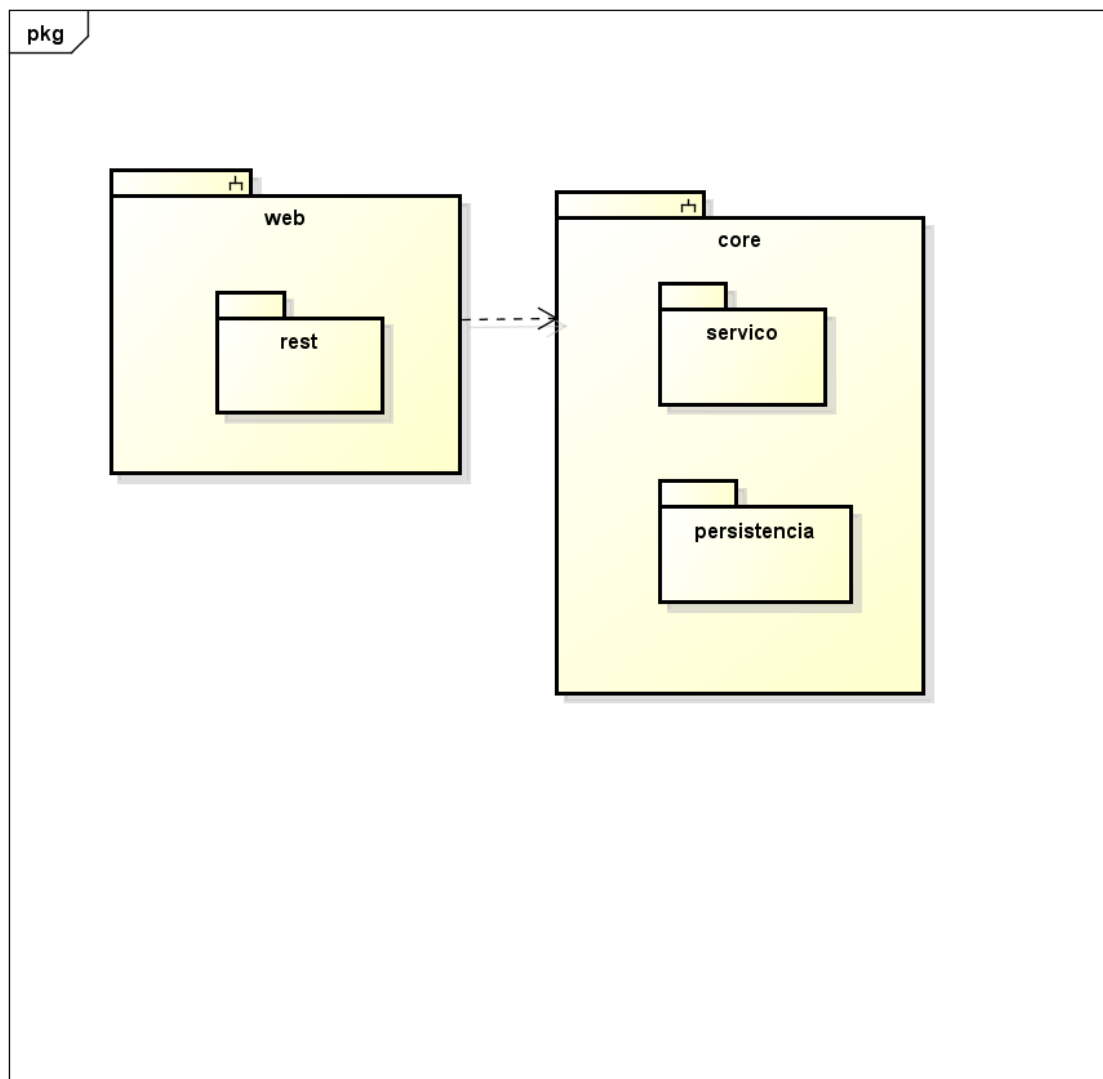 pkg
web
core
rest
servico
persistencia